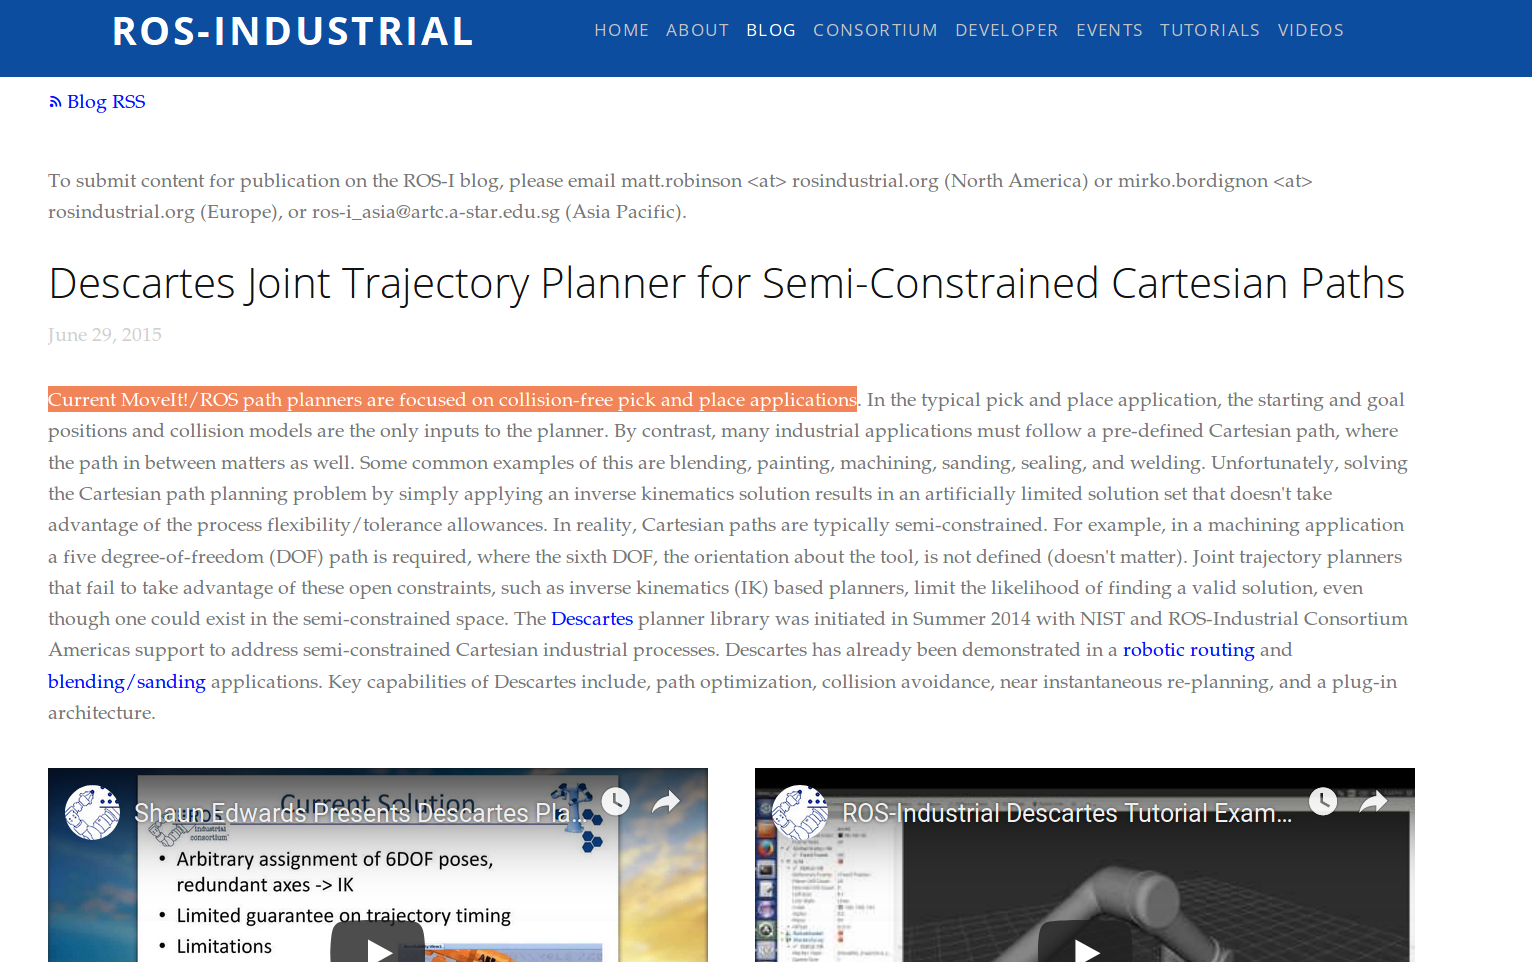 ROS-INDUSTRIAL
HOME ABOUT BLOG CONSORTIUM DEVELOPER EVENTS TUTORIALS VIDEOS
Blog RSS
To submit content for publication on the ROS-I blog, please email matt.robinson <at> rosindustrial.org (North America) or mirko.bordignon <at>
rosindustrial.org (Europe), or ros-i_asia@artc.a-star.edu.sg (Asia Pacific).
Descartes Joint Trajectory Planner for Semi-Constrained Cartesian Paths
June 29, 2015
Current MoveIt!/ROS path planners are focused on collision-free pick and place applications. In the typical pick and place application, the starting and goal
positions and collision models are the only inputs to the planner. By contrast, many industrial applications must follow a pre-defined Cartesian path, where
the path in between matters as well. Some common examples of this are blending, painting, machining, sanding, sealing, and welding. Unfortunately, solving
the Cartesian path planning problem by simply applying an inverse kinematics solution results in an artificially limited solution set that doesn't take
advantage of the process flexibility/tolerance allowances. In reality, Cartesian paths are typically semi-constrained. For example, in a machining application
a five degree-of-freedom (DOF) path is required, where the sixth DOF, the orientation about the tool, is not defined (doesn't matter). Joint trajectory planners
that fail to take advantage of these open constraints, such as inverse kinematics (IK) based planners, limit the likelihood of finding a valid solution, even
though one could exist in the semi-constrained space. The Descartes planner library was initiated in Summer 2014 with NIST and ROS-Industrial Consortium
Americas support to address semi-constrained Cartesian industrial processes. Descartes has already been demonstrated in a robotic routing and
blending/sanding applications. Key capabilities of Descartes include, path optimization, collision avoidance, near instantaneous re-planning, and a plug-in
architecture.
Current Solution
Shaun Edwards Presents Descartes Pla...
industrial
consortium
• Arbitrary assignment of 6DOF poses,
redundant axes -> IK
• Limited guarantee on trajectory timing
• Limitations
ROS-Industrial Descartes Tutorial Exam...